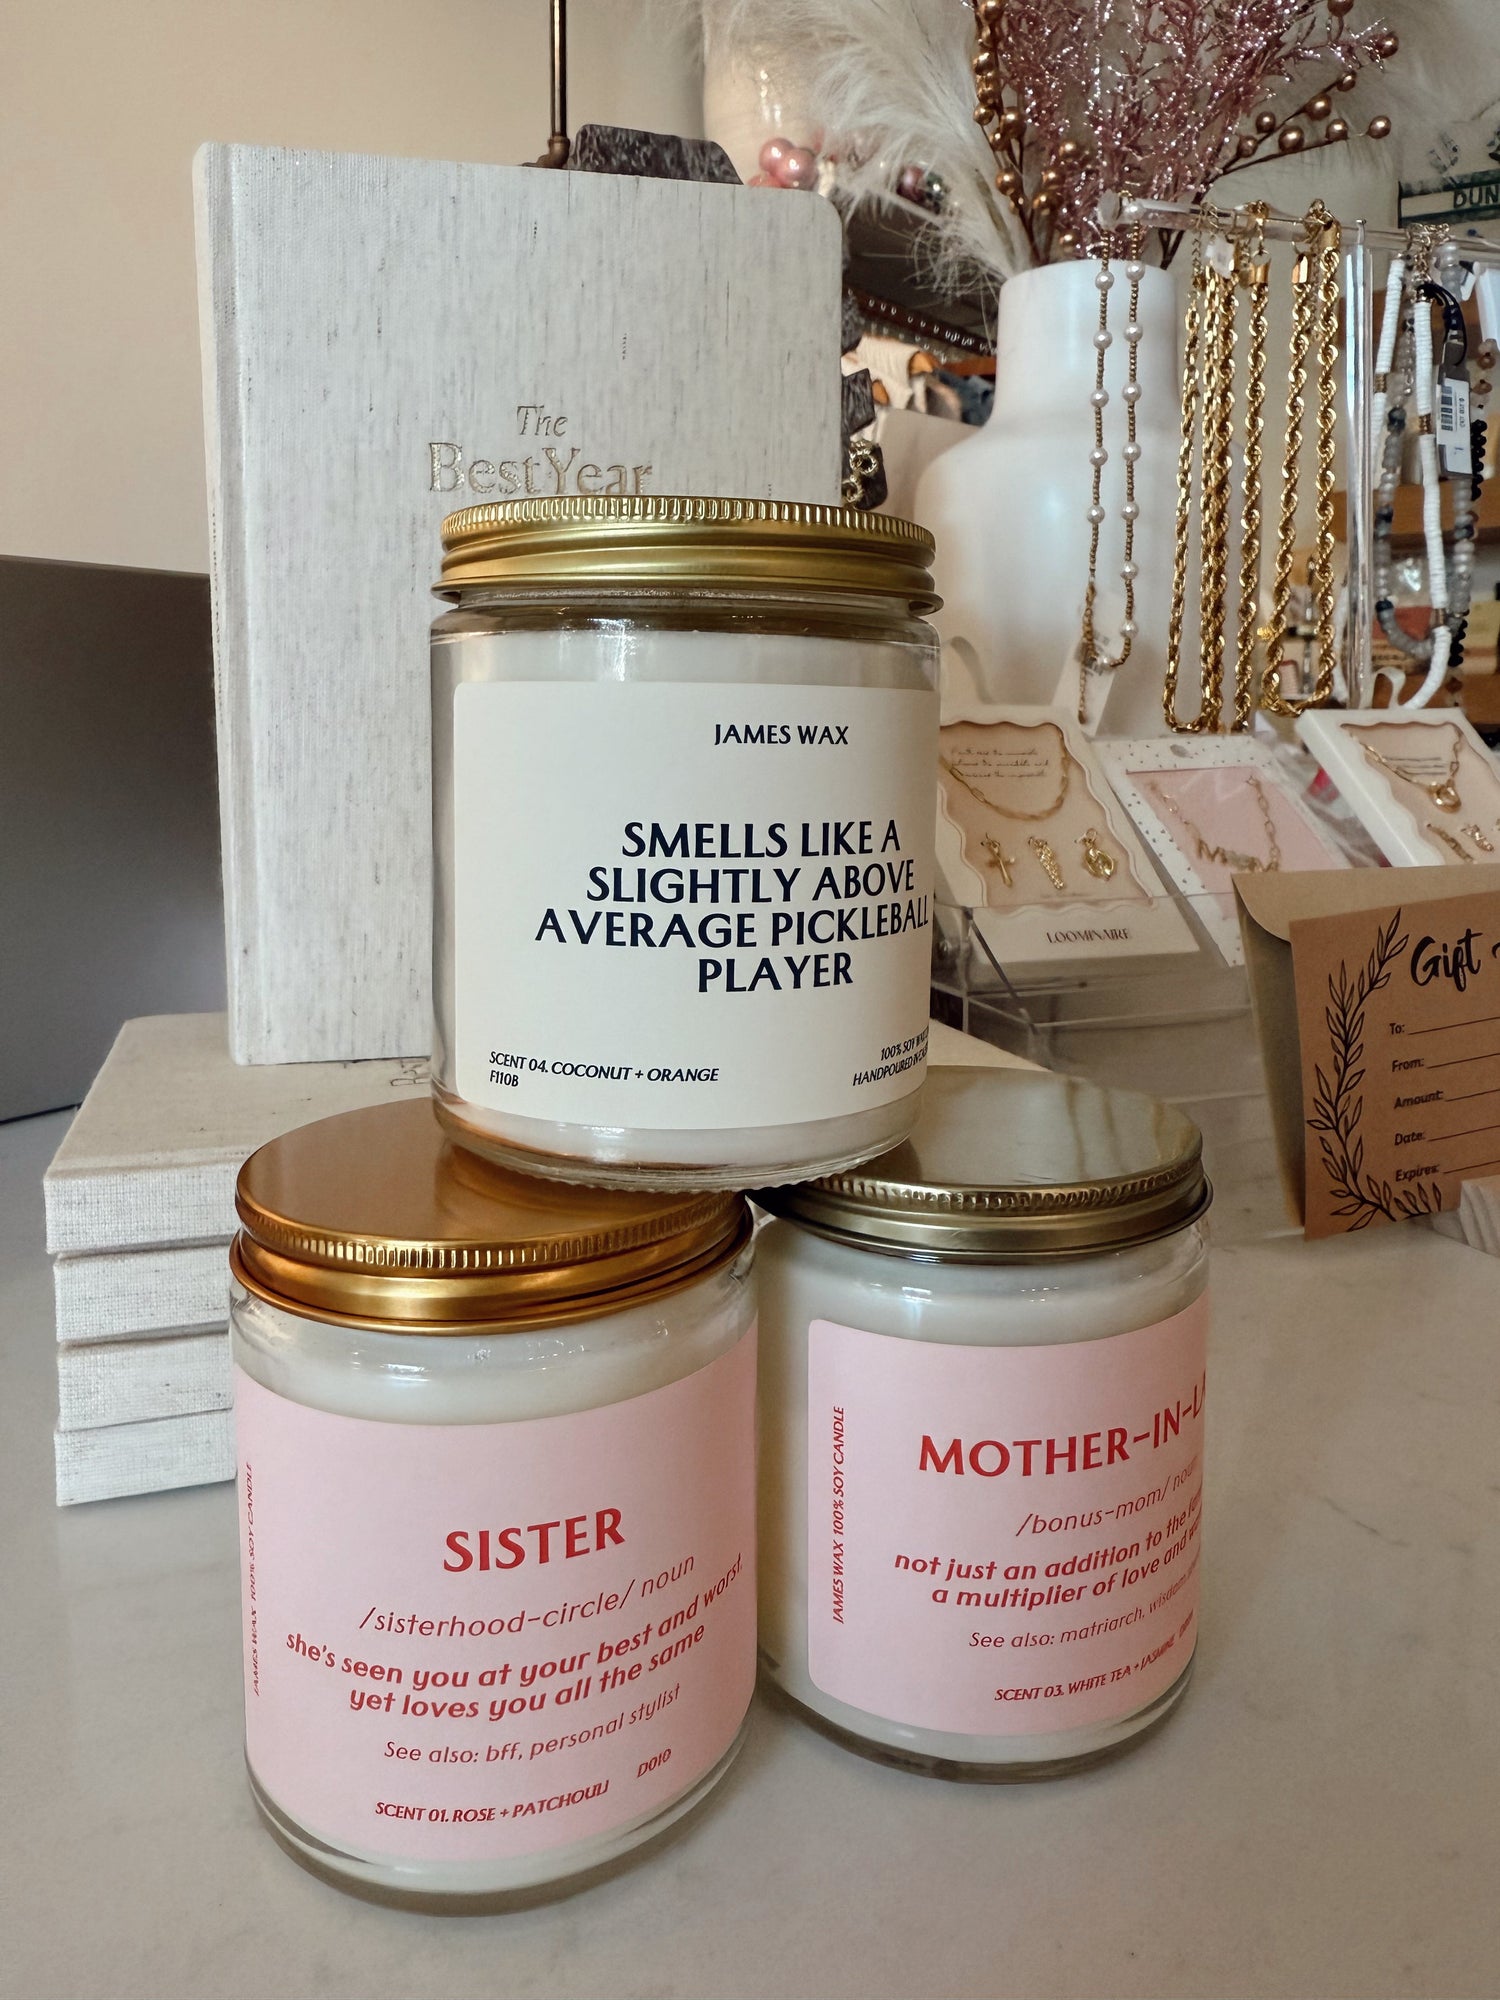 The
Best Year
JAMES WAX
SMELLS LIKE A
SLIGHTLY ABOVE
AVERAGE PICKLEBALL
PLAYER
SCENT 04. COCONUT + ORANGE
F110B
100% SOY
HANDPOURED IN
SISTER
/sisterhood-circle/ noun
she's seen you at your best and worst,
yet loves you all the same
See also: bff, personal stylist
SCENT 01. ROSE + PATCHOULI D010
JAMES WAX 100% SOY CANDLE
JAMES WAX 100% SOY CANDLE
MOTHER-IN-LA
/bonus-mom/ noun
not just an addition to the
a multiplier of love and
See also: matriarch, wisdom
SCENT 03. WHITE TEA + JASMINE
LOOMINAIRE
DUN
Gift
To:
From:
Amount:
Date:
Expires: